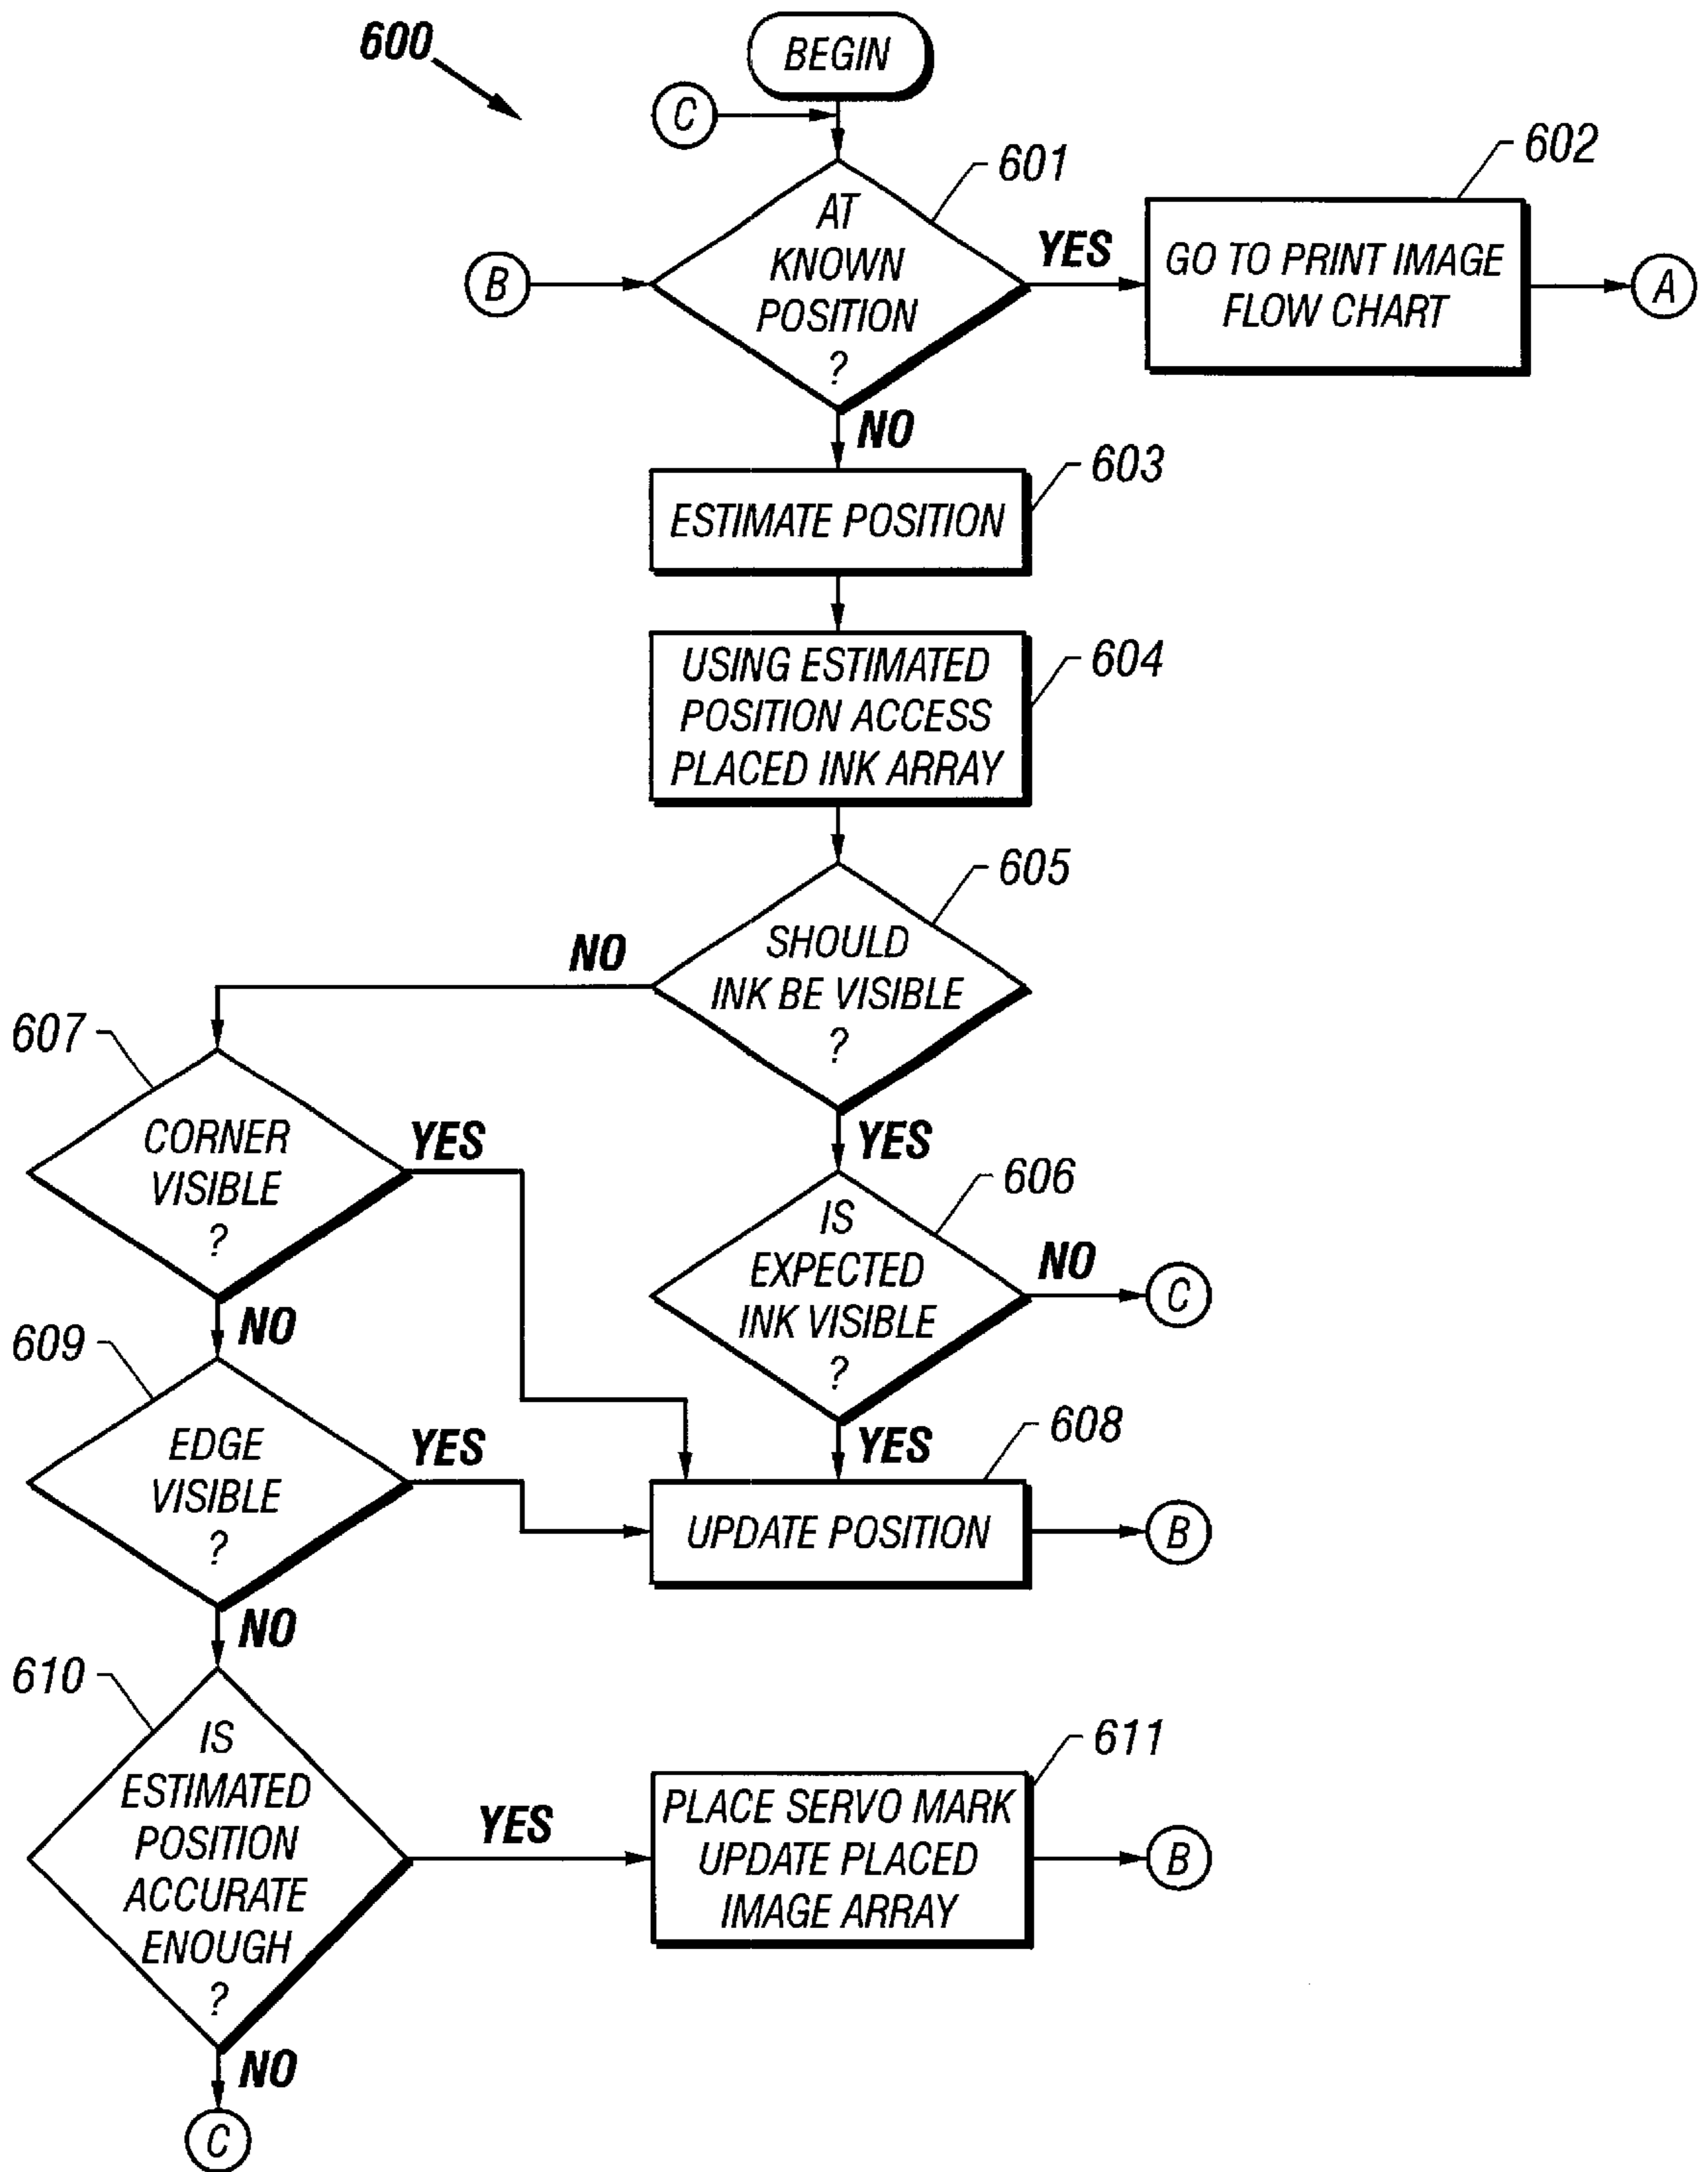 600
BEGIN
C
601
602
AT
KNOWN
POSITION
?
B
YES
GO TO PRINT IMAGE
FLOW CHART
A
NO
603
ESTIMATE POSITION
604
USING ESTIMATED
POSITION ACCESS
PLACED INK ARRAY
605
SHOULD
INK BE VISIBLE
?
NO
YES
607
CORNER
VISIBLE
?
YES
NO
606
IS
EXPECTED
INK VISIBLE
?
NO
C
YES
609
EDGE
VISIBLE
?
YES
NO
608
UPDATE POSITION
B
610
IS
ESTIMATED
POSITION
ACCURATE
ENOUGH
?
YES
611
PLACE SERVO MARK
UPDATE PLACED
IMAGE ARRAY
B
NO
C